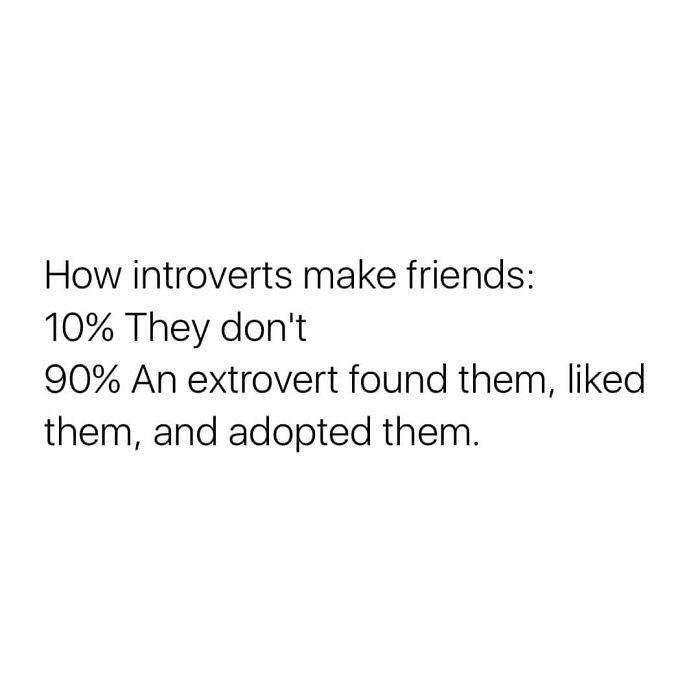 How introverts make friends:
10% They don't
90% An extrovert found them, liked
them, and adopted them.